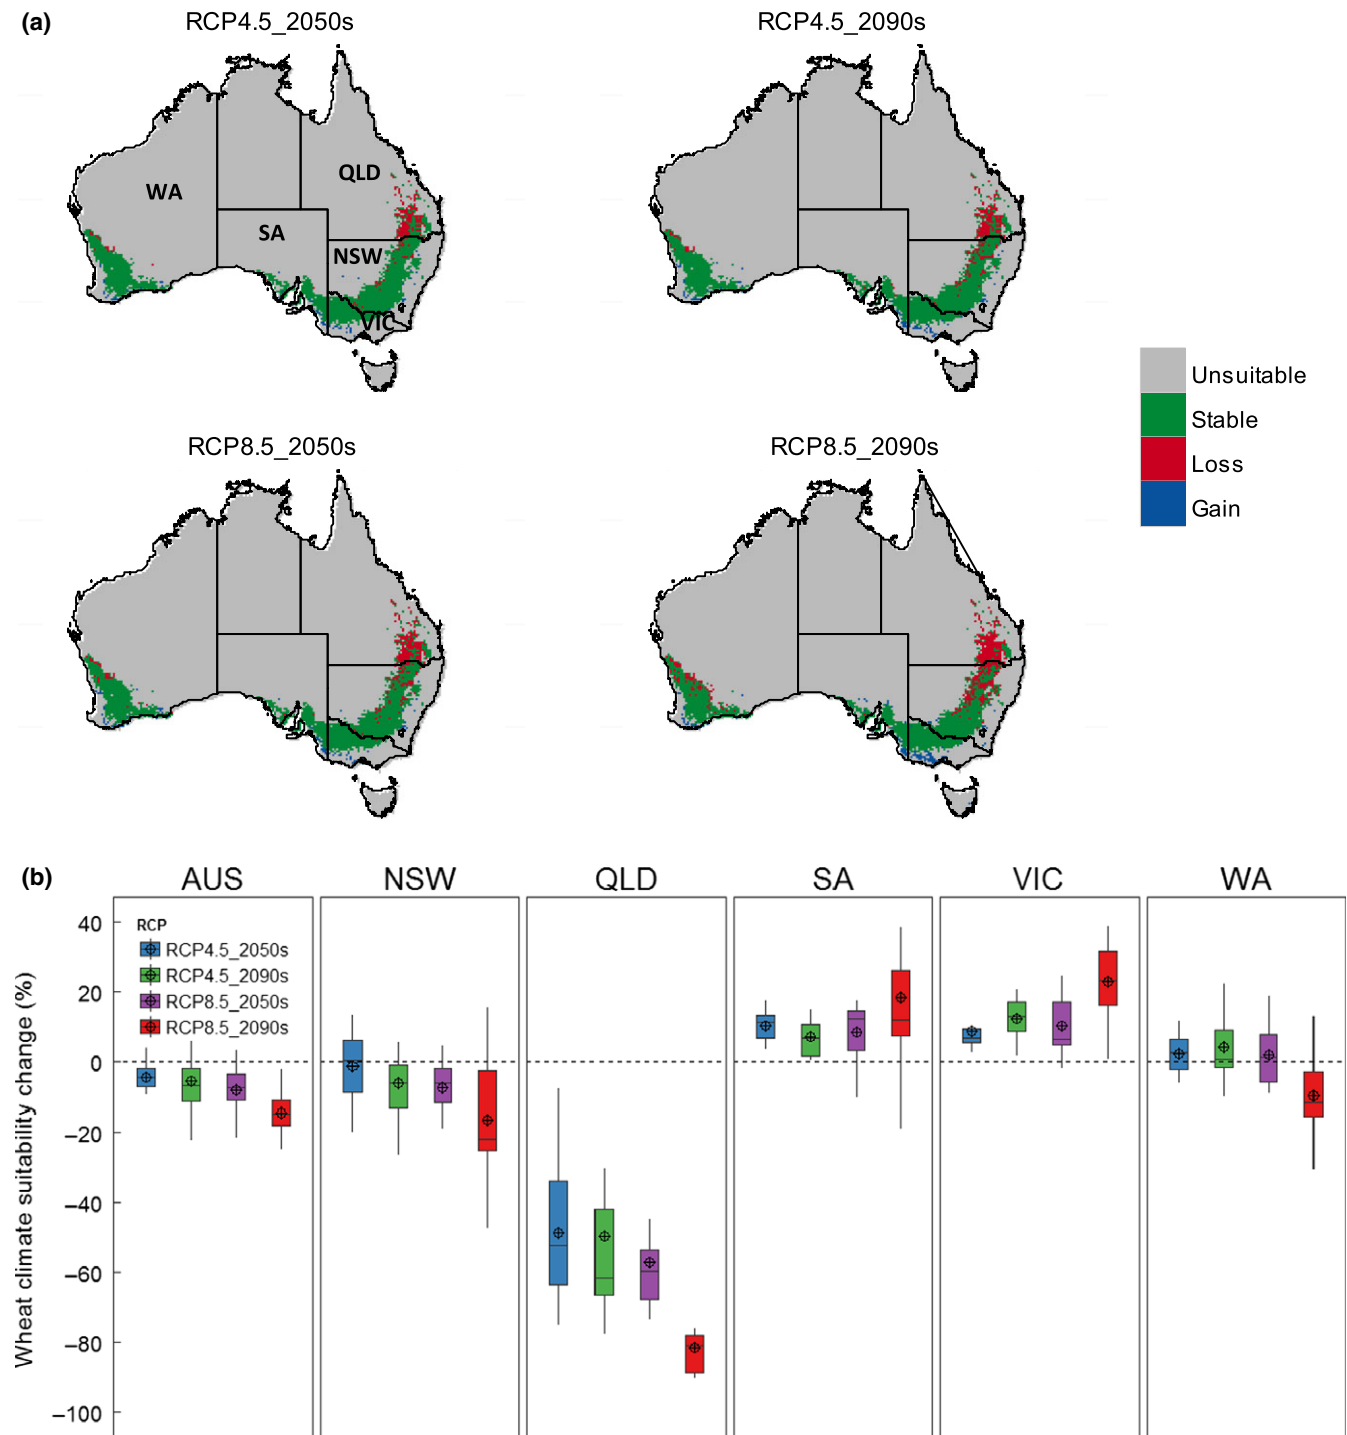 (a)
RCP4.5_2050s
RCP4.5_2090s
WA
QLD
SA
NSW
VIC
Unsuitable
Stable
Loss
Gain
RCP8.5_2050s
RCP8.5_2090s
(b)
AUS
NSW
QLD
SA
VIC
WA
Wheat climate suitability change (%)
40
20
0
−20
−40
−60
−80
−100
RCP
RCP4.5_2050s
RCP4.5_2090s
RCP8.5_2050s
RCP8.5_2090s